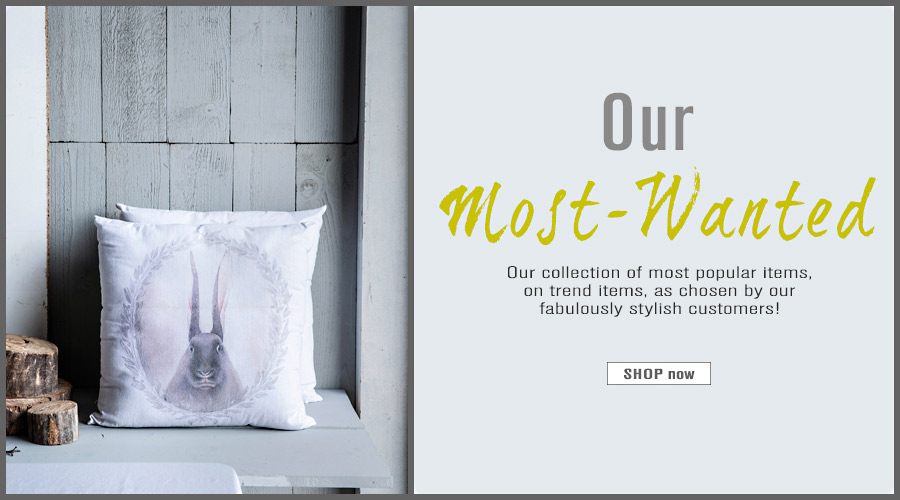 Our
Most-Wanted
Our collection of most popular items,
on trend items, as chosen by our
fabulously stylish customers!
SHOP now